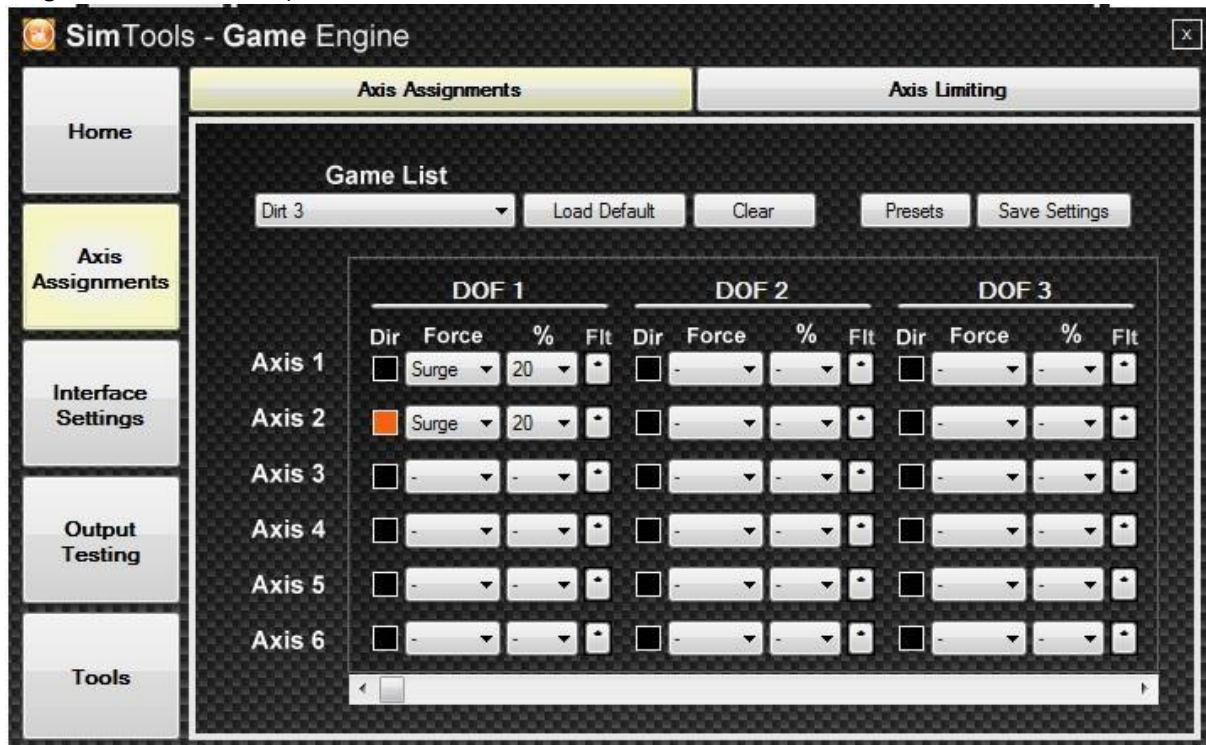 SimTools - Game Engine X
Axis Assignments Axis Limiting
Home
Game List
Dirt 3 Load Default Clear Presets Save Settings
Axis
Assignments
DOF 1 DOF 2 DOF 3
Dir Force % Flt Dir Force % Flt Dir Force % Flt
Axis 1 Surge 20 * - - * - - *
Interface
Settings
Axis 2 Surge 20 * - - * - - *
Axis 3 - - * - - * - - *
Output
Testing
Axis 4 - - * - - * - - *
Axis 5 - - * - - * - - *
Axis 6 - - * - - * - - *
Tools